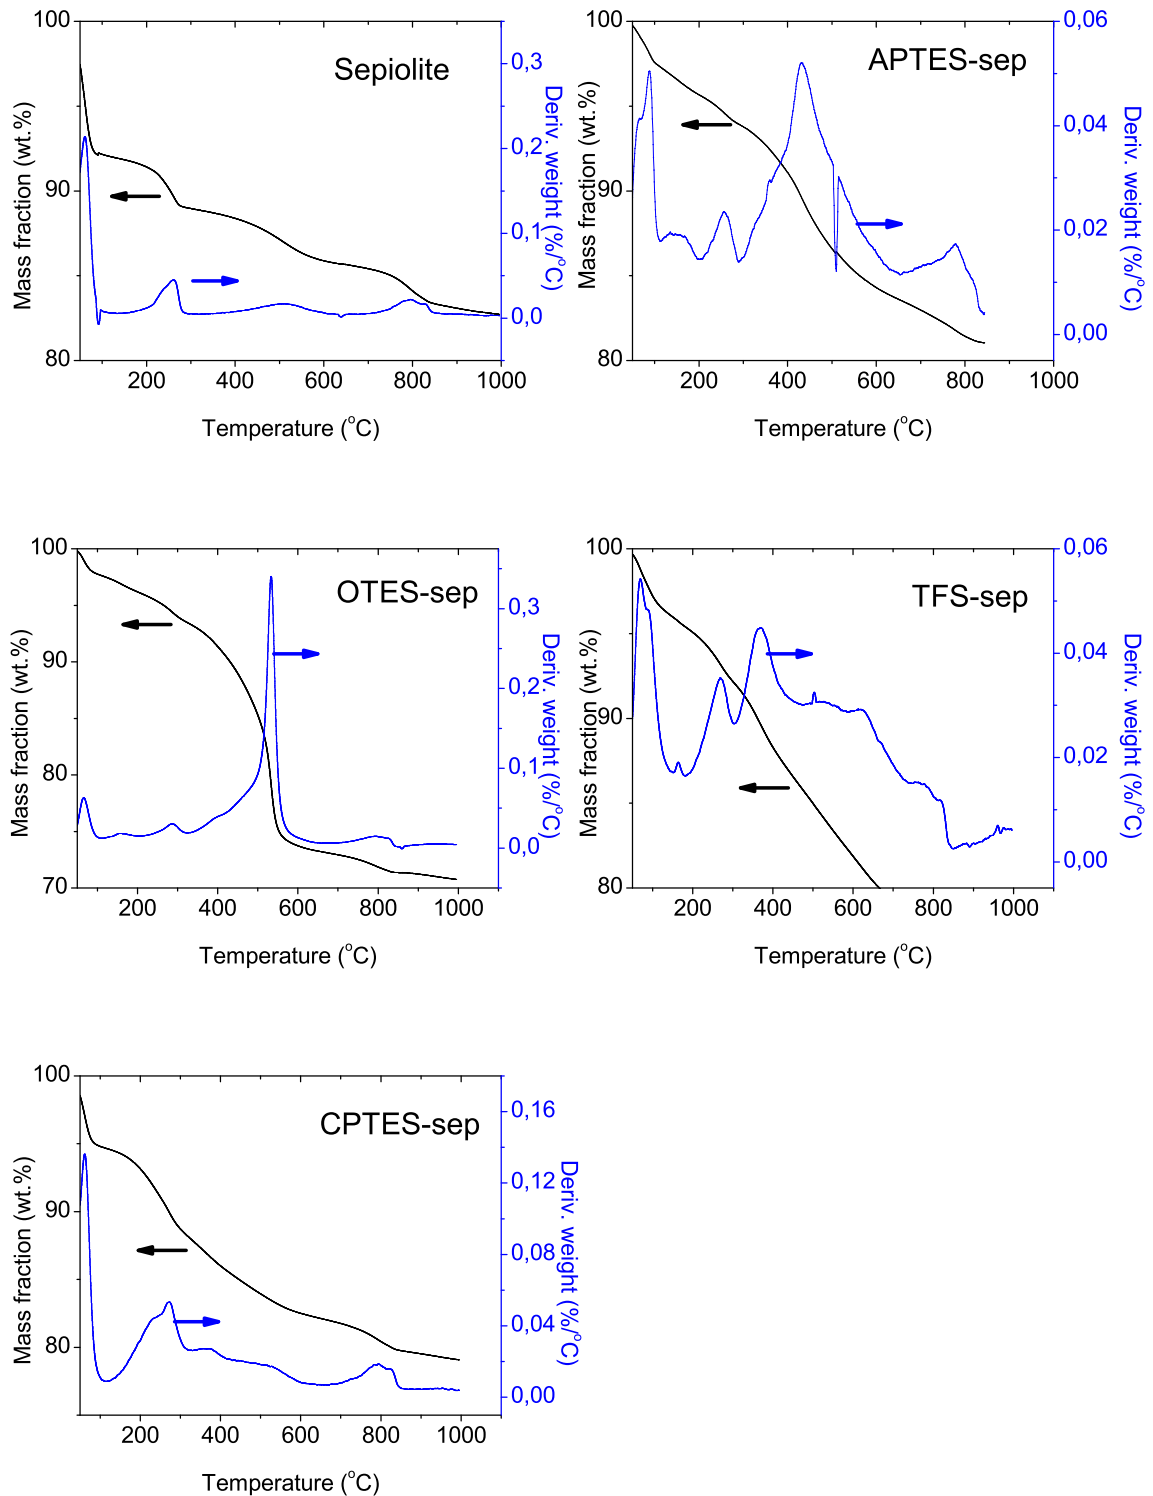 Sepiolite
100
90
80
Mass fraction (wt.%)
200 400 600 800 1000
Temperature (°C)
0,3
0,2
0,1
0,0
Deriv. weight (%/°C)
APTES-sep
100
95
90
85
80
Mass fraction (wt.%)
200 400 600 800 1000
Temperature (°C)
0,06
0,04
0,02
0,00
Deriv. weight (%/°C)
OTES-sep
100
90
80
70
Mass fraction (wt.%)
200 400 600 800 1000
Temperature (°C)
0,3
0,2
0,1
0,0
Deriv. weight (%/°C)
TFS-sep
100
90
80
Mass fraction (wt.%)
200 400 600 800 1000
Temperature (°C)
0,06
0,04
0,02
0,00
Deriv. weight (%/°C)
CPTES-sep
100
90
80
Mass fraction (wt.%)
200 400 600 800 1000
Temperature (°C)
0,16
0,12
0,08
0,04
0,00
Deriv. weight (%/°C)